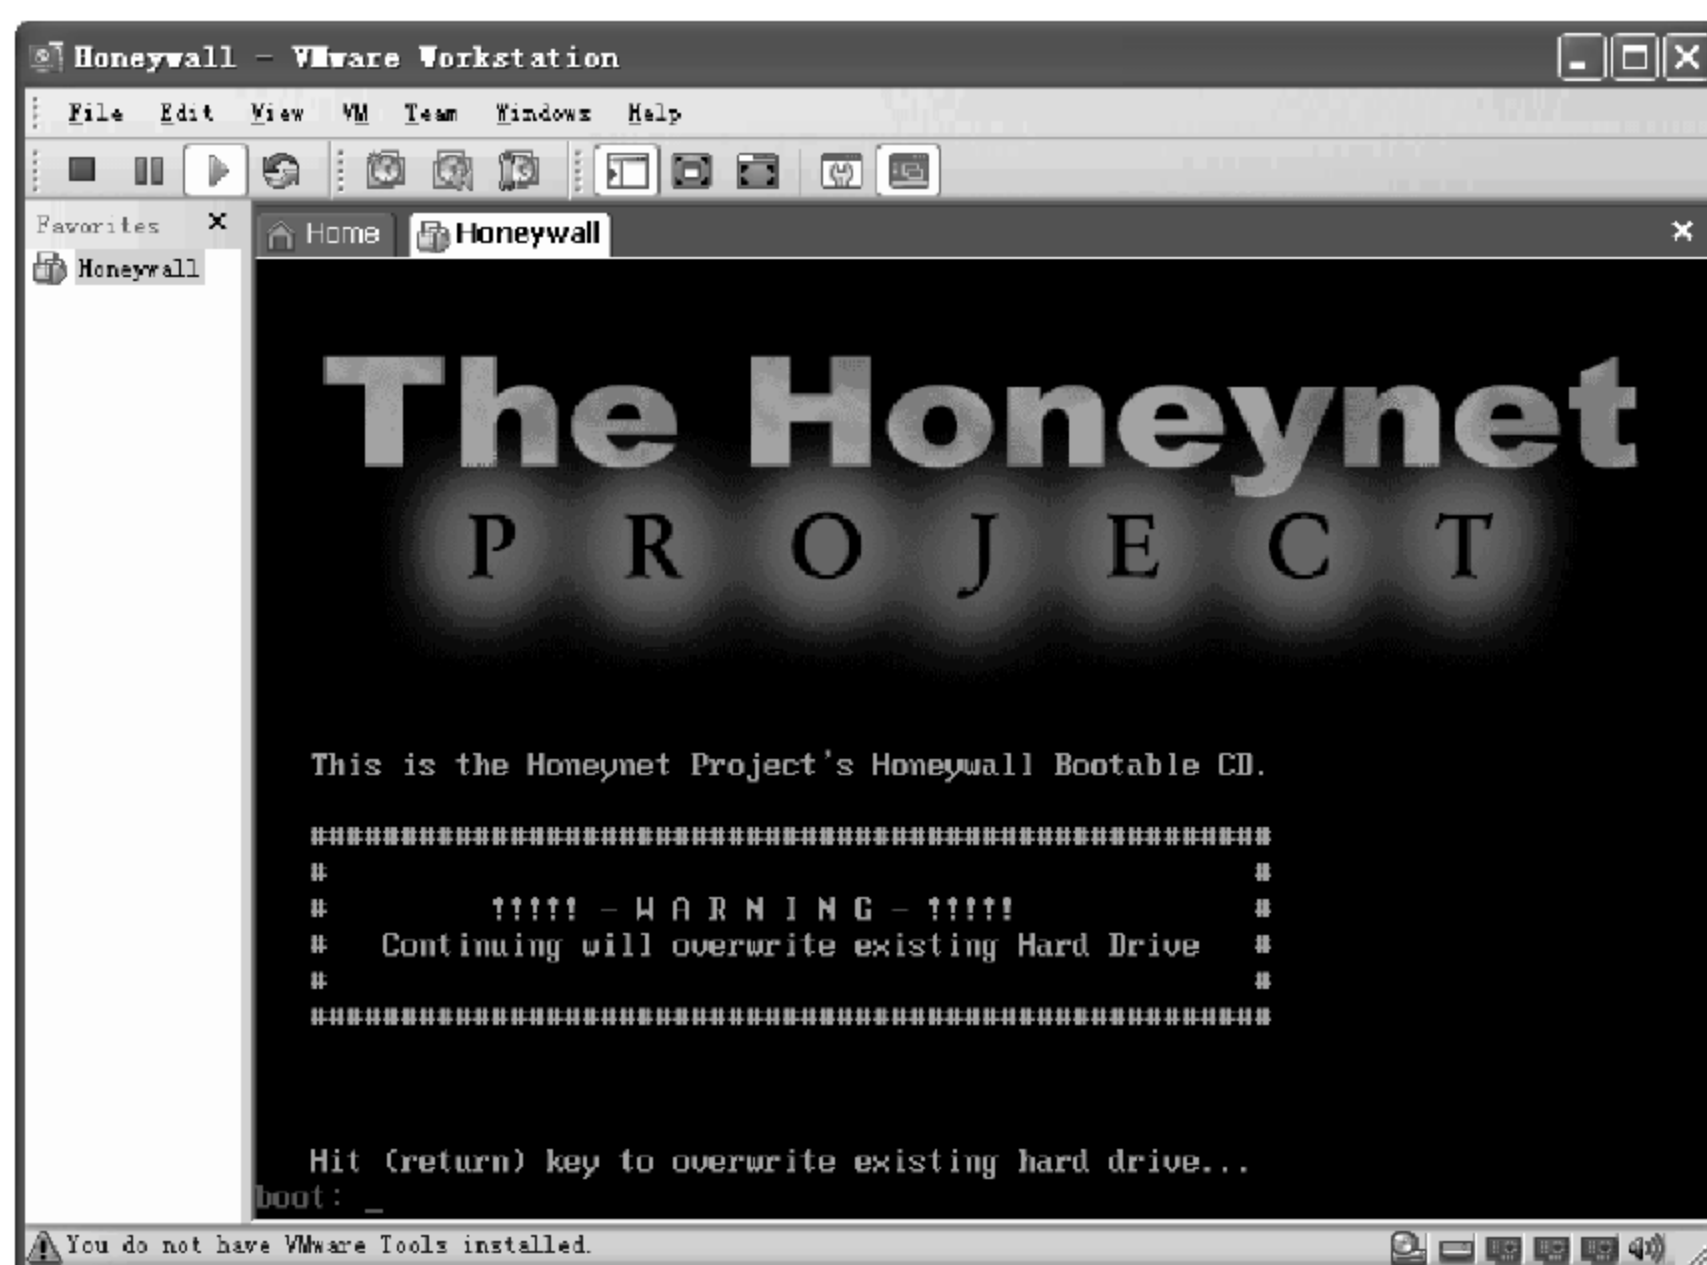 Honeywall - VMware Workstation
File Edit View VM Team Windows Help
Favorites
Home Honeywall
Honeywall
The Honeynet
PROJECT
This is the Honeynet Project's Honeywall Bootable CD.
#####################################################
# #
# !!!!! - W A R N I N G - !!!!! #
# Continuing will overwrite existing Hard Drive #
# #
#####################################################
Hit (return) key to overwrite existing hard drive...
boot: _
You do not have VMware Tools installed.